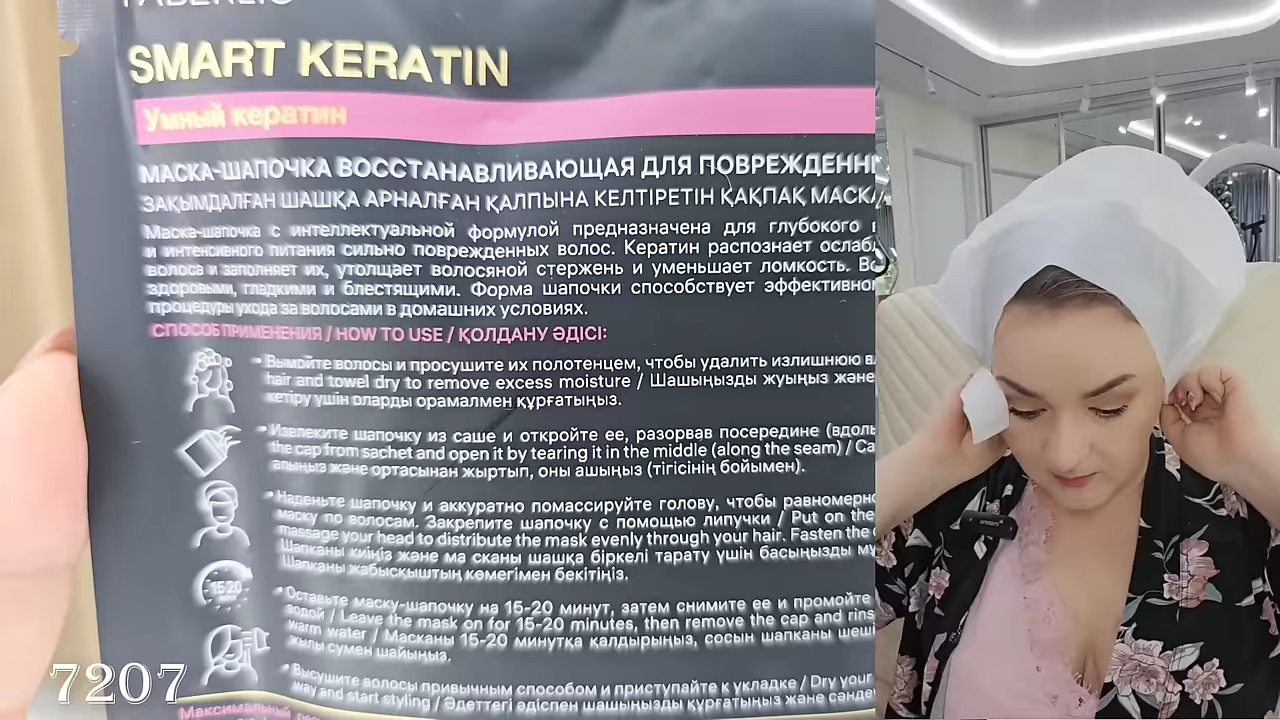 FABERLIC
SMART KERATIN
Умный кератин
МАСКА-ШАПОЧКА ВОССТАНАВЛИВАЮЩАЯ ДЛЯ
ЗАҚЫМДАЛҒАН ШАШҚА АРНАЛҒАН ҚАЛПЫНА КЕЛТІРЕТІН ҚАҚПАҚ МАСКА
Маска-шапочка с интеллектуальной формулой предназначена для глубокого
и интенсивного питания сильно поврежденных волос. Кератин распознает
волоса и заполняет их, утолщает волосяной стержень и уменьшает ломкость.
здоровыми, гладкими и блестящими. Форма шапочки способствует
процедуры ухода за волосами в домашних условиях.
СПОСОБ ПРИМЕНЕНИЯ / HOW TO USE / ҚОЛДАНУ ӘДІСІ:
• Вымойте волосы и просушите их полотенцем, чтобы удалить излишнюю
hair and towel dry to remove excess moisture / Шашыңызды жуыңыз және
кетіру үшін оларды орамалмен құрғатыңыз.
• Извлеките шапочку из саше и откройте ее, разорвав посередине
the cap from sachet and open it by tearing it in the middle (along the seam) /
алыңыз және ортасынан жыртып, оны ашыңыз (тігісінің бойымен).
• Наденьте шапочку и аккуратно помассируйте голову, чтобы
маску по волосам. Закрепите шапочку с помощью липучки / Put on the
massage your head to distribute the mask evenly through your hair. Fasten the
Шапканы киіңіз және ма сканы шашқа біркелкі тарату үшін басыңызды
Шапканы жабысқыштың көмегімен бекітіңіз.
15-20
• Оставьте маску-шапочку на 15-20 минут, затем снимите ее и промойте
водой / Leave the mask on for 15-20 minutes, then remove the cap and
warm water / Масканы 15-20 минутқа қалдырыңыз, сосын шапканы
жылы сумен шайыңыз.
• Высушите волосы привычным способом и приступайте к укладке / Dry your
way and start styling / Әдеттегі әдіспен шашыңызды құрғатыңыз және
Максимальный
7207